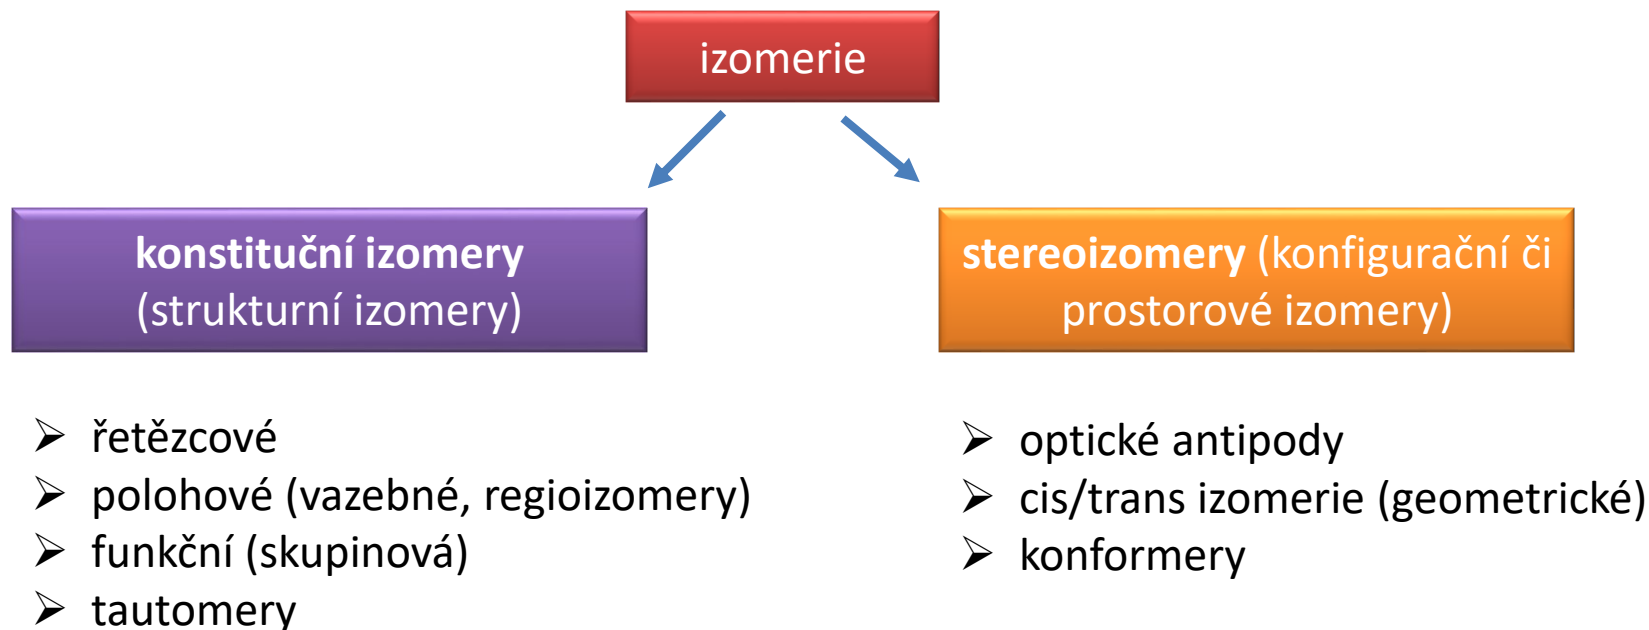 izomerie
konstituční izomery
(strukturní izomery)
stereoizomery (konfigurační či
prostorové izomery)
➢ řetězcové
➢ polohové (vazebné, regioizomery)
➢ funkční (skupinová)
➢ tautomery
➢ optické antipody
➢ cis/trans izomerie (geometrické)
➢ konformery